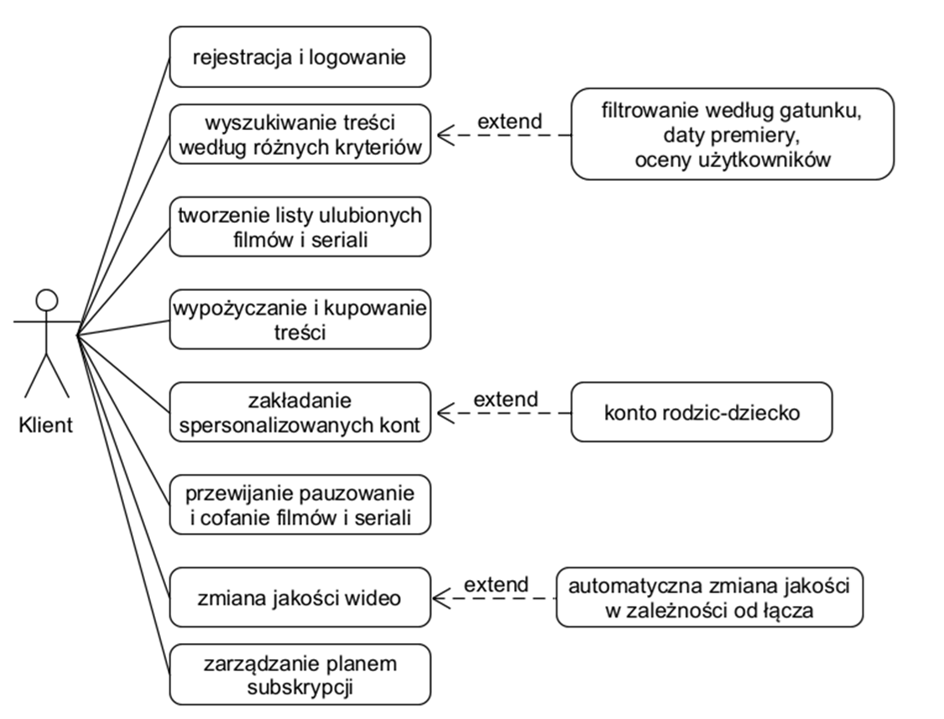 rejestracja i logowanie
wyszukiwanie treści
według różnych kryteriów
extend
filtrowanie według gatunku,
daty premiery,
oceny użytkowników
tworzenie listy ulubionych
filmów i seriali
wypożyczanie i kupowanie
treści
Klient
zakładanie
spersonalizowanych kont
extend
konto rodzic-dziecko
przewijanie pauzowanie
i cofanie filmów i seriali
zmiana jakości wideo
extend
automatyczna zmiana jakości
w zależności od łącza
zarządzanie planem
subskrypcji